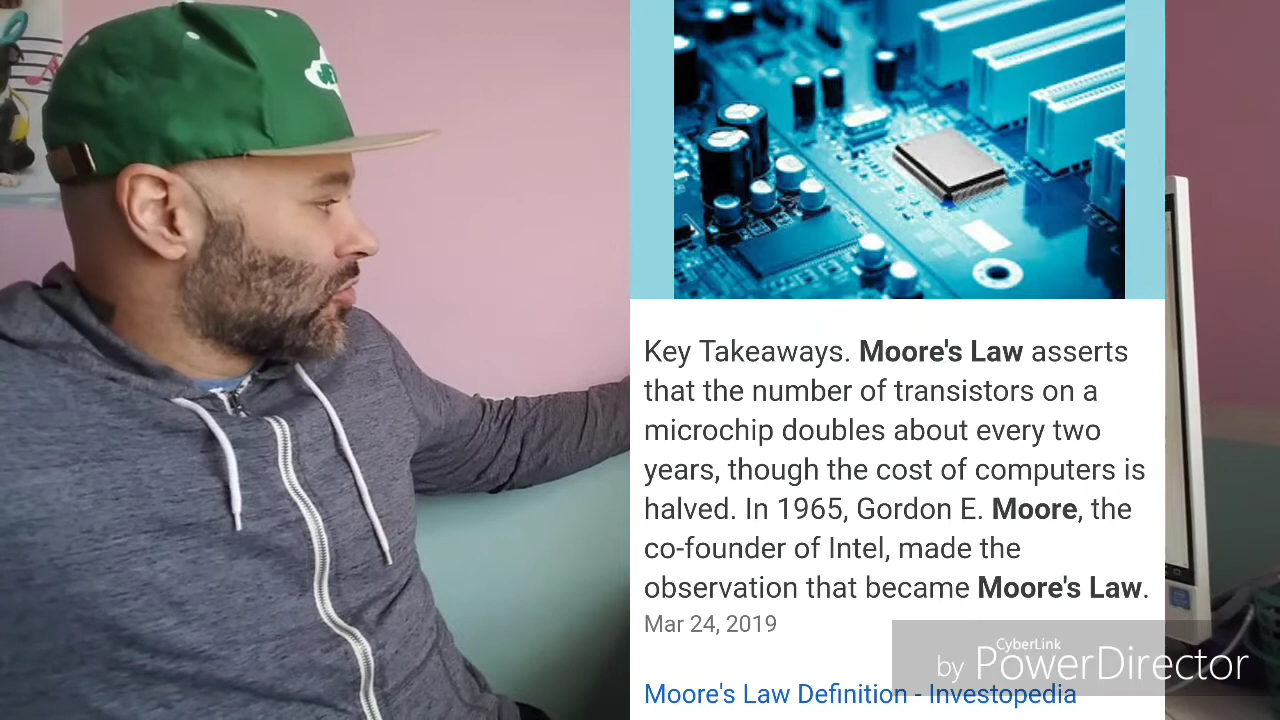 Key Takeaways. Moore's Law asserts
that the number of transistors on a
microchip doubles about every two
years, though the cost of computers is
halved. In 1965, Gordon E. Moore, the
co-founder of Intel, made the
observation that became Moore's Law.
Mar 24, 2019
Moore's Law Definition - Investopedia
CyberLink
by PowerDirector